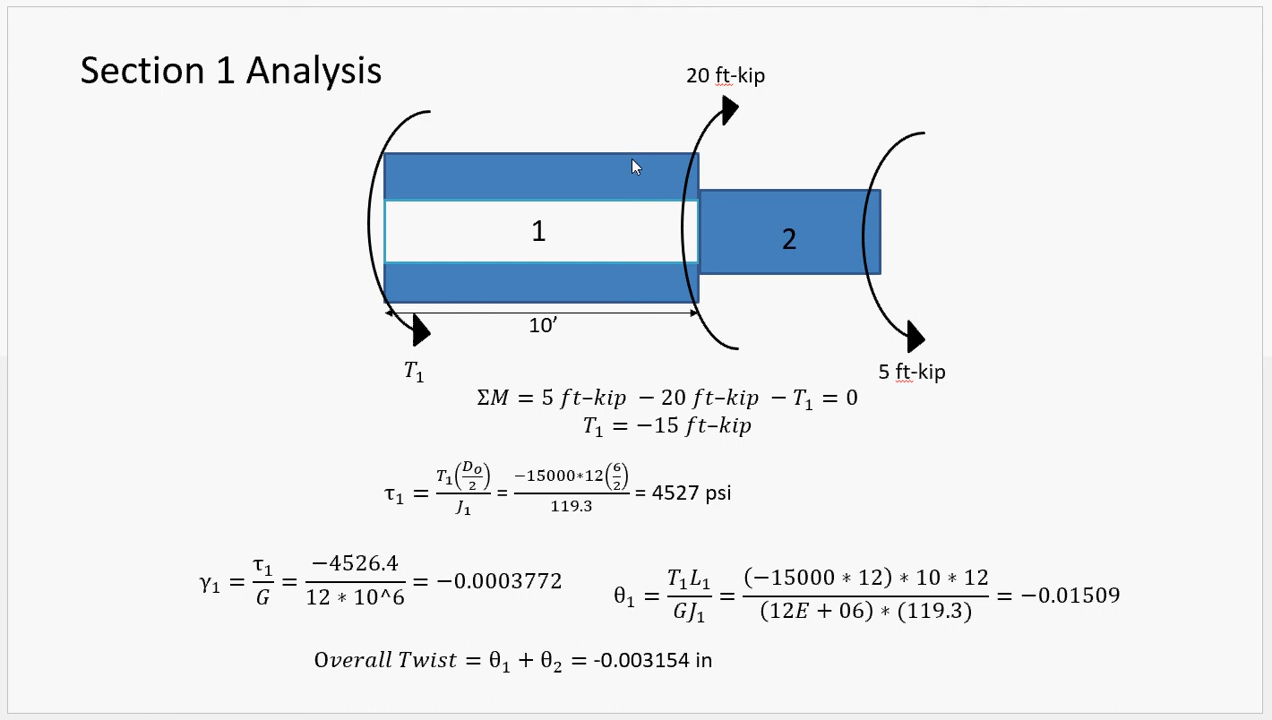 Section 1 Analysis
20 ft-kip
1
2
10’
T₁
5 ft-kip
ΣM = 5 ft–kip − 20 ft–kip − T₁ = 0
T₁ = −15 ft–kip
τ₁ = T₁(Dₒ/2)/J₁ = −15000*12(6/2)/119.3 = 4527 psi
γ₁ = τ₁/G = −4526.4/12 * 10^6 = −0.0003772
θ₁ = T₁L₁/GJ₁ = (−15000 * 12) * 10 * 12/(12E + 06) * (119.3) = −0.01509
Overall Twist = θ₁ + θ₂ = -0.003154 in